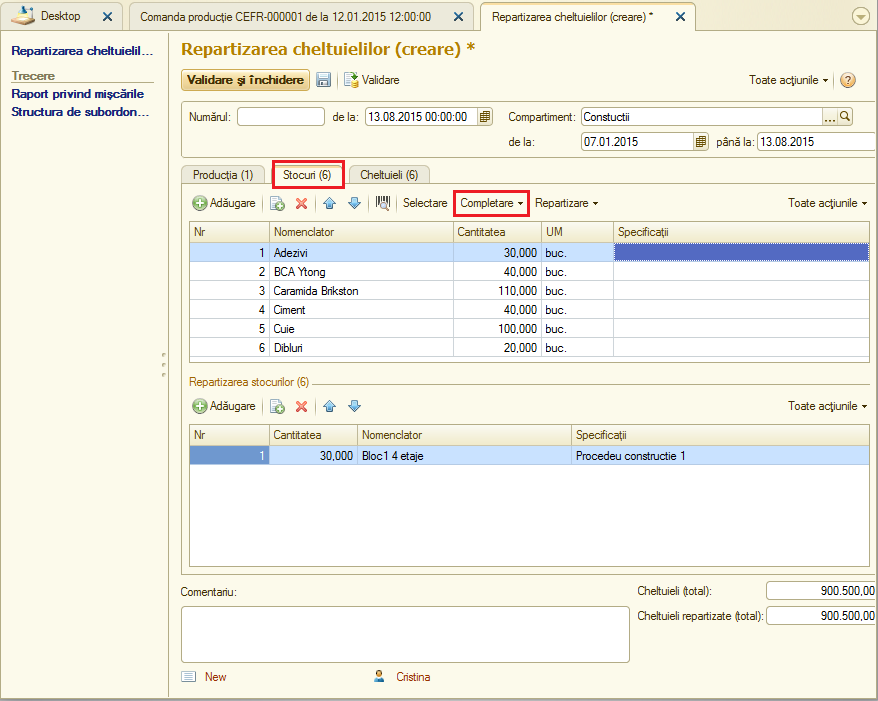 Desktop
Comanda producție CEFR-000001 de la 12.01.2015 12:00:00
Repartizarea cheltuielilor (creare) *
Repartizarea cheltuielil...
Trecere
Raport privind mișcările
Structura de subordon...
Repartizarea cheltuielilor (creare) *
Validare și închidere
Validare
Toate acțiunile
?
Numărul:
de la: 13.08.2015 00:00:00
Compartiment: Constuctii
...
de la: 07.01.2015
până la: 13.08.2015
Producția (1)
Stocuri (6)
Cheltuieli (6)
Adăugare
Selectare
Completare
Repartizare
Toate acțiunile
Nr Nomenclator Cantitatea UM Specificații
1 Adezivi 30,000 buc.
2 BCA Ytong 40,000 buc.
3 Caramida Brikston 110,000 buc.
4 Ciment 40,000 buc.
5 Cuie 100,000 buc.
6 Dibluri 20,000 buc.
Repartizarea stocurilor (6)
Adăugare
Toate acțiunile
Nr Cantitatea Nomenclator Specificații
1 30,000 Bloc1 4 etaje Procedeu constructie 1
Comentariu:
Cheltuieli (total): 900.500,00
Cheltuieli repartizate (total): 900.500,00
New
Cristina